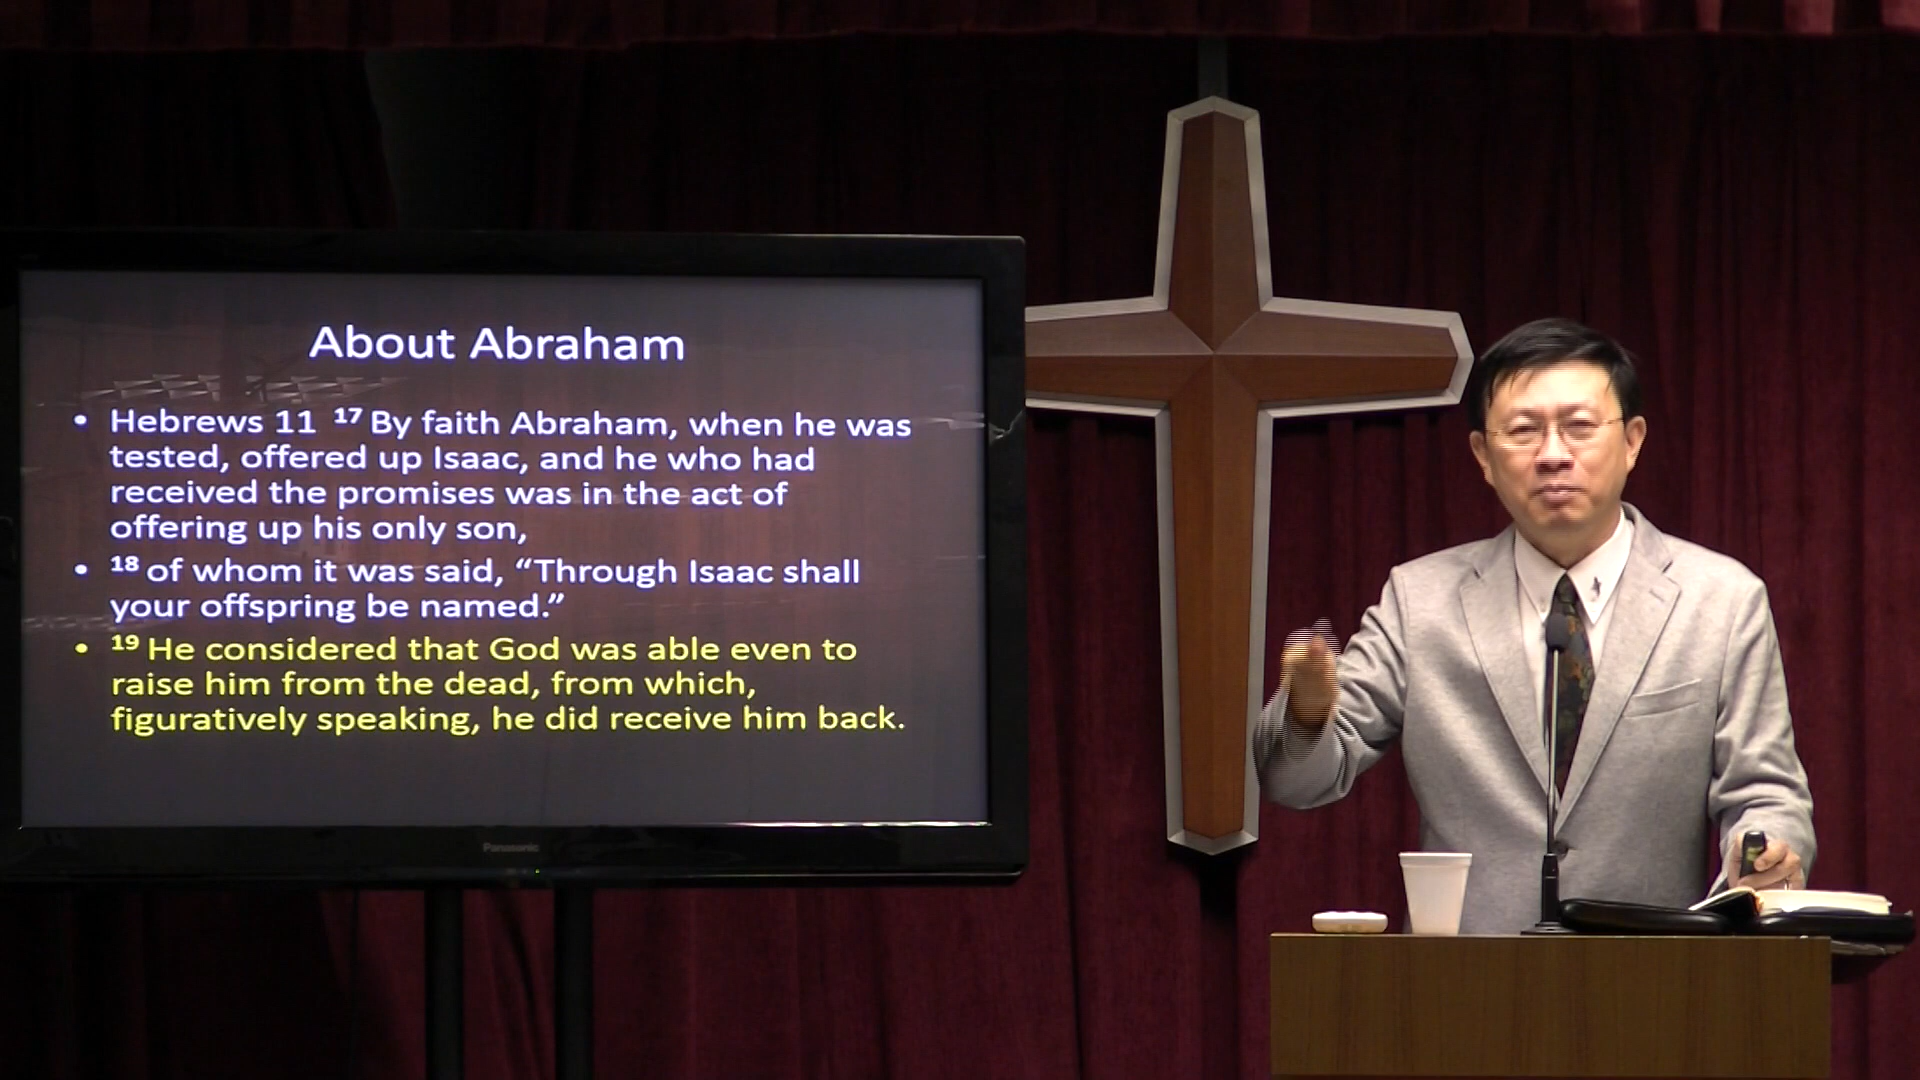 About Abraham
• Hebrews 11 17 By faith Abraham, when he was
tested, offered up Isaac, and he who had
received the promises was in the act of
offering up his only son,
• 18 of whom it was said, “Through Isaac shall
your offspring be named.”
• 19 He considered that God was able even to
raise him from the dead, from which,
figuratively speaking, he did receive him back.
Panasonic